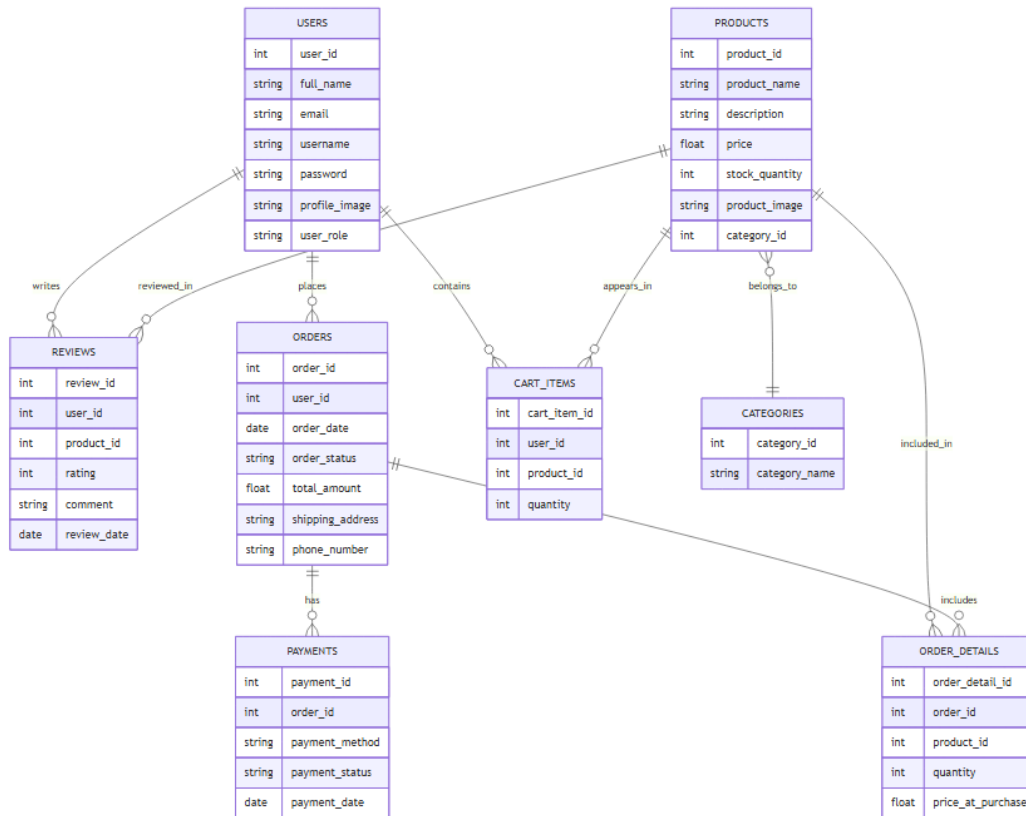 USERS
int user_id
string full_name
string email
string username
string password
string profile_image
string user_role
PRODUCTS
int product_id
string product_name
string description
float price
int stock_quantity
string product_image
int category_id
writes
reviewed_in
places
contains
appears_in
belongs_to
REVIEWS
int review_id
int user_id
int product_id
int rating
string comment
date review_date
ORDERS
int order_id
int user_id
date order_date
string order_status
float total_amount
string shipping_address
string phone_number
CART_ITEMS
int cart_item_id
int user_id
int product_id
int quantity
CATEGORIES
int category_id
string category_name
included_in
has
includes
PAYMENTS
int payment_id
int order_id
string payment_method
string payment_status
date payment_date
ORDER_DETAILS
int order_detail_id
int order_id
int product_id
int quantity
float price_at_purchase